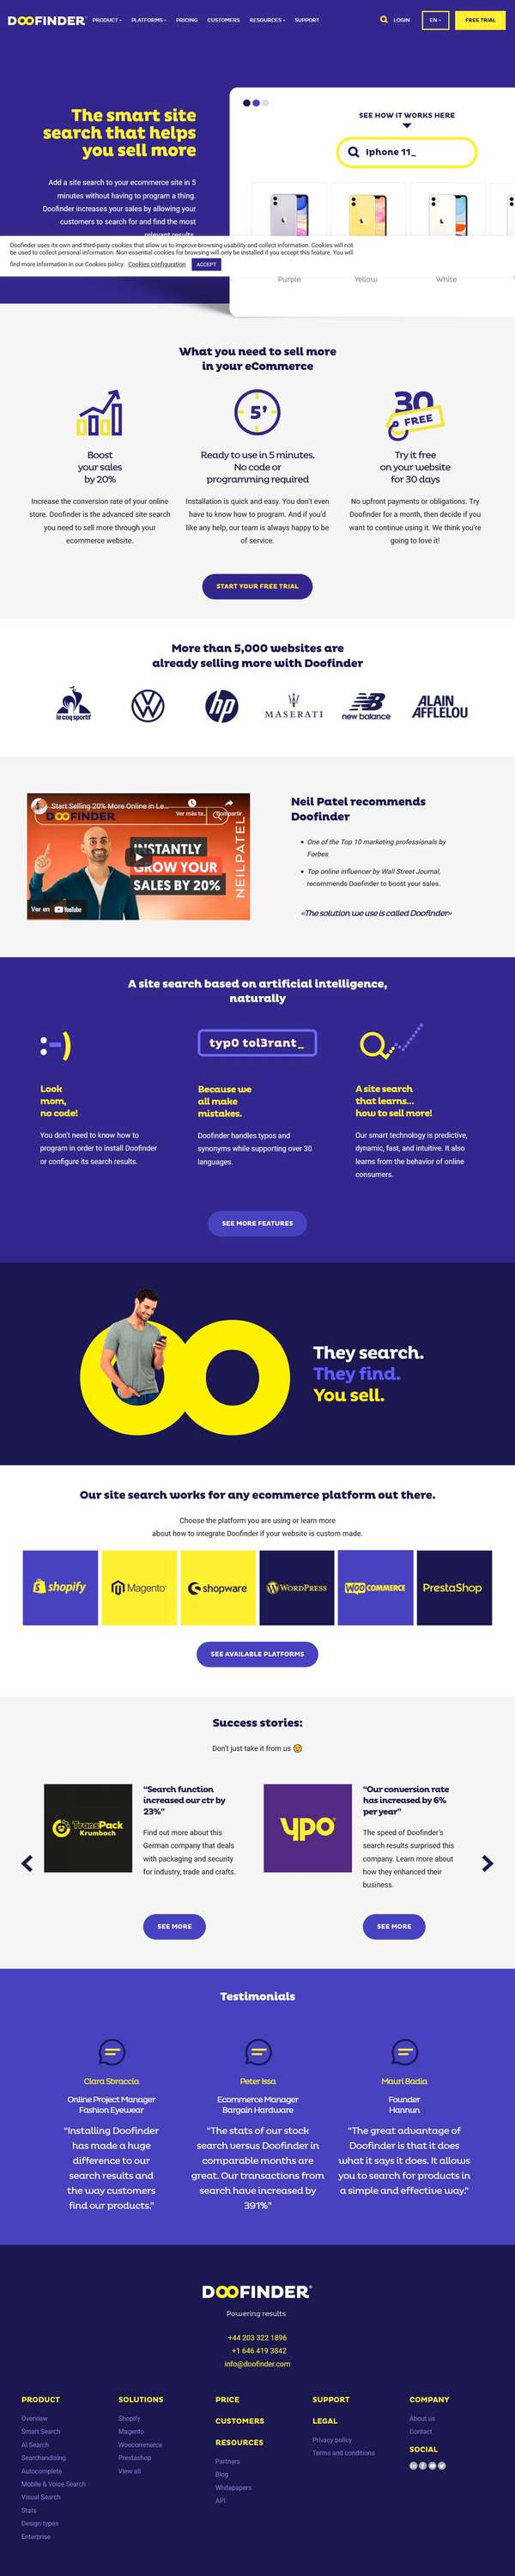 DOOFINDER
PRODUCT
PLATFORMS
PRICING
CUSTOMERS
RESOURCES
SUPPORT
LOGIN
EN
FREE TRIAL
The smart site
search that helps
you sell more
Add a site search to your ecommerce site in 5
minutes without having to program a thing.
Doofinder increases your sales by allowing your
customers to search for and find the most
relevant results.
SEE HOW IT WORKS HERE
Iphone 11_
Purple
Yellow
White
Doofinder uses its own and third-party cookies that allow us to improve browsing usability and collect information. Cookies will not
be used to collect personal information. Non-essential cookies for browsing will only be installed if you accept this feature. You will
find more information in our Cookies policy. Cookies configuration ACCEPT
What you need to sell more
in your eCommerce
5'
30
FREE
Boost
your sales
by 20%
Increase the conversion rate of your online
store. Doofinder is the advanced site search
you need to sell more through your
ecommerce website.
Ready to use in 5 minutes.
No code or
programming required
Installation is quick and easy. You don't even
have to know how to program. And if you'd
like any help, our team is always happy to be
of service.
Try it free
on your website
for 30 days
No upfront payments or obligations. Try
Doofinder for a month, then decide if you
want to continue using it. We think you're
going to love it!
START YOUR FREE TRIAL
More than 5,000 websites are
already selling more with Doofinder
le coq sportif
hp
MASERATI
new balance
ALAIN
AFFLELOU
Start Selling 20% More Online in Le...
Ver más ta...
Compartir
DOOFINDER
INSTANTLY
GROW YOUR
SALES BY 20%
NEILPATEL
Ver en YouTube
Neil Patel recommends
Doofinder
One of the Top 10 marketing professionals by
Forbes
Top online influencer by Wall Street Journal,
recommends Doofinder to boost your sales.
«The solution we use is called Doofinder»
A site search based on artificial intelligence,
naturally
:-)
typ0 tol3rant_
Look
mom,
no code!
You don't need to know how to
program in order to install Doofinder
or configure its search results.
Because we
all make
mistakes.
Doofinder handles typos and
synonyms while supporting over 30
languages.
A site search
that learns...
how to sell more!
Our smart technology is predictive,
dynamic, fast, and intuitive. It also
learns from the behavior of online
consumers.
SEE MORE FEATURES
They search.
They find.
You sell.
Our site search works for any ecommerce platform out there.
Choose the platform you are using or learn more
about how to integrate Doofinder if your website is custom made.
shopify
Magento
shopware
WORDPRESS
WOO COMMERCE
PrestaShop
SEE AVAILABLE PLATFORMS
Success stories:
Don't just take it from us
TransPack
Krumbach
"Search function
increased our ctr by
23%"
Find out more about this
German company that deals
with packaging and security
for industry, trade and crafts.
SEE MORE
ypo
"Our conversion rate
has increased by 6%
per year"
The speed of Doofinder's
search results surprised this
company. Learn more about
how they enhanced their
business.
SEE MORE
Testimonials
Clara Sbraccia
Online Project Manager
Fashion Eyewear
"Installing Doofinder
has made a huge
difference to our
search results and
the way customers
find our products."
Peter Issa
Ecommerce Manager
Bargain Hardware
"The stats of our stock
search versus Doofinder in
comparable months are
great. Our transactions from
search have increased by
391%"
Mauri Badia
Founder
Hannun
"The great advantage of
Doofinder is that it does
what it says it does. It allows
you to search for products in
a simple and effective way."
DOOFINDER
Powering results
+44 203 322 1896
+1 646 419 3842
info@doofinder.com
PRODUCT
Overview
Smart Search
AI Search
Searchandising
Autocomplete
Mobile & Voice Search
Visual Search
Stats
Design types
Enterprise
SOLUTIONS
Shopify
Magento
Woocommerce
Prestashop
View all
PRICE
CUSTOMERS
RESOURCES
Partners
Blog
Whitepapers
API
SUPPORT
LEGAL
Privacy policy
Terms and conditions
COMPANY
About us
Contact
SOCIAL